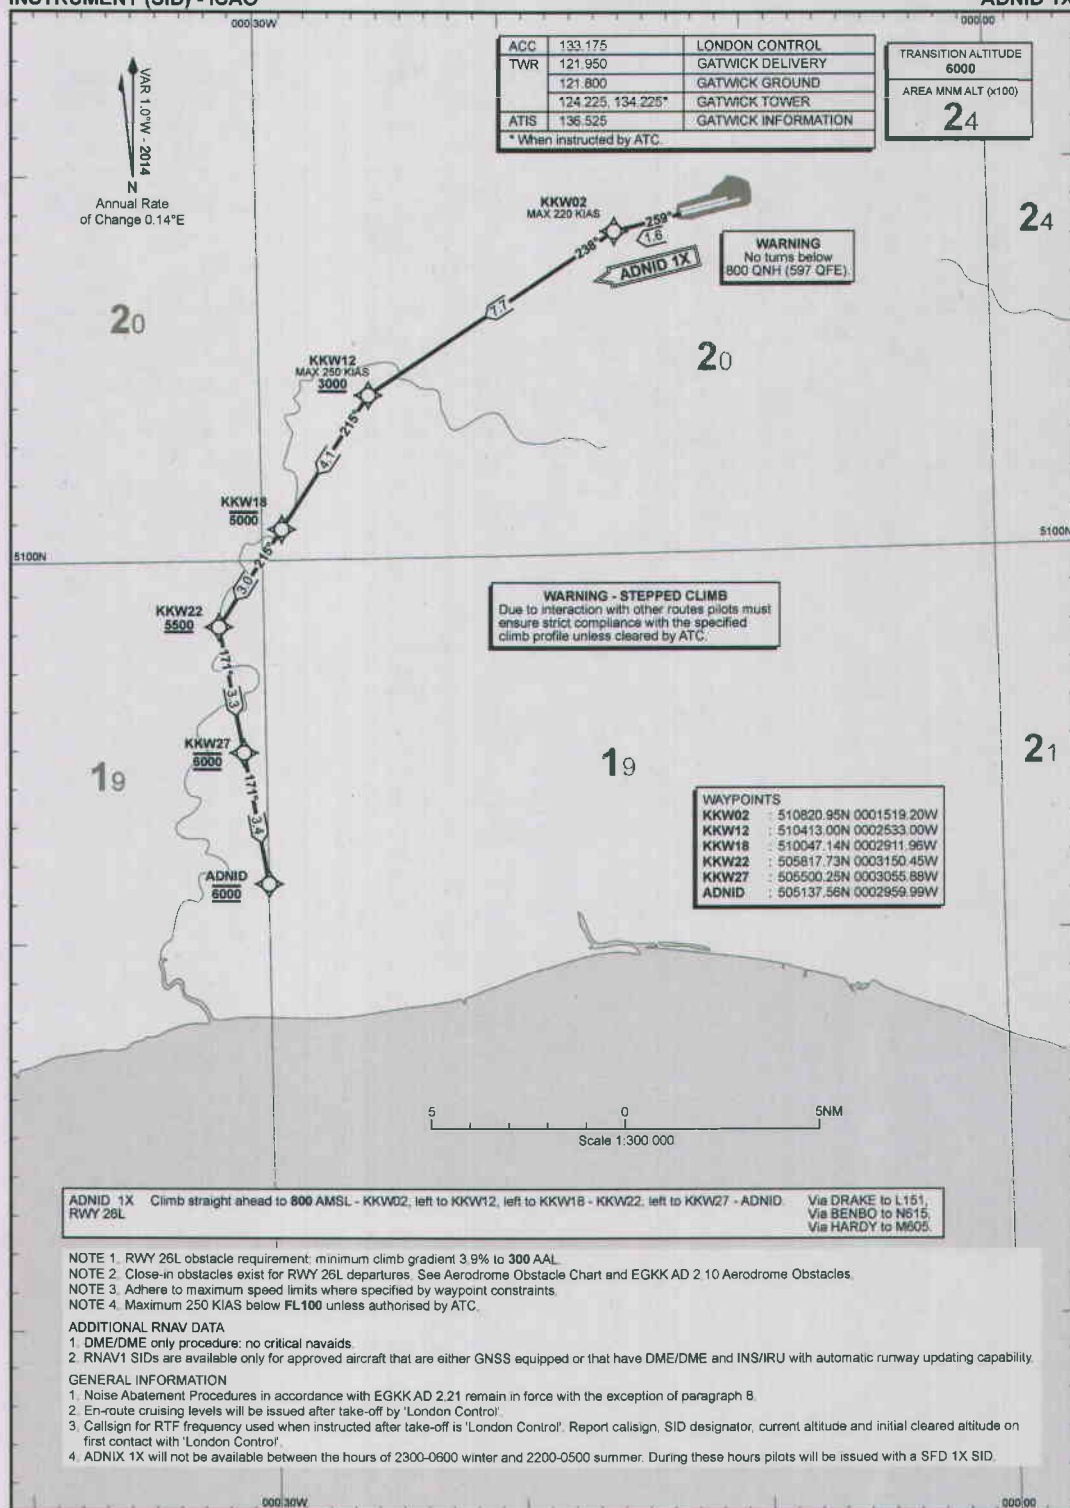 INSTRUMENT (SID) - ICAO
ADNID 1X
000 30W
000 00
ACC 133.175 LONDON CONTROL
TWR 121.950 GATWICK DELIVERY
121.800 GATWICK GROUND
124.225, 134.225* GATWICK TOWER
ATIS 136.525 GATWICK INFORMATION
* When instructed by ATC.
TRANSITION ALTITUDE
6000
AREA MNM ALT (x100)
24
VAR 1.0°W - 2014
N
Annual Rate
of Change 0.14°E
KKW02
MAX 220 KIAS
259°
1.6
238°
ADNID 1X
WARNING
No turns below
800 QNH (597 QFE).
24
20
7.7
20
KKW12
MAX 250 KIAS
3000
215°
4.1
KKW18
5000
5100N
5100N
215°
3.0
KKW22
5500
WARNING - STEPPED CLIMB
Due to interaction with other routes pilots must
ensure strict compliance with the specified
climb profile unless cleared by ATC.
171°
3.3
KKW27
6000
19
19
21
171°
3.4
ADNID
6000
WAYPOINTS
KKW02 : 510820.95N 0001519.20W
KKW12 : 510413.00N 0002533.00W
KKW18 : 510047.14N 0002911.96W
KKW22 : 505817.73N 0003150.45W
KKW27 : 505500.25N 0003055.88W
ADNID : 505137.56N 0002959.99W
5 0 5NM
Scale 1:300 000
ADNID 1X Climb straight ahead to 800 AMSL - KKW02, left to KKW12, left to KKW18 - KKW22, left to KKW27 - ADNID. Via DRAKE to L151,
RWY 26L Via BENBO to N615,
Via HARDY to M605.
NOTE 1. RWY 26L obstacle requirement: minimum climb gradient 3.9% to 300 AAL.
NOTE 2. Close-in obstacles exist for RWY 26L departures. See Aerodrome Obstacle Chart and EGKK AD 2.10 Aerodrome Obstacles.
NOTE 3. Adhere to maximum speed limits where specified by waypoint constraints.
NOTE 4. Maximum 250 KIAS below FL100 unless authorised by ATC.
ADDITIONAL RNAV DATA
1. DME/DME only procedure: no critical navaids.
2. RNAV1 SIDs are available only for approved aircraft that are either GNSS equipped or that have DME/DME and INS/IRU with automatic runway updating capability.
GENERAL INFORMATION
1. Noise Abatement Procedures in accordance with EGKK AD 2.21 remain in force with the exception of paragraph 8.
2. En-route cruising levels will be issued after take-off by 'London Control'.
3. Callsign for RTF frequency used when instructed after take-off is 'London Control'. Report callsign, SID designator, current altitude and initial cleared altitude on
first contact with 'London Control'.
4. ADNIX 1X will not be available between the hours of 2300-0600 winter and 2200-0500 summer. During these hours pilots will be issued with a SFD 1X SID.
000 30W
000 00